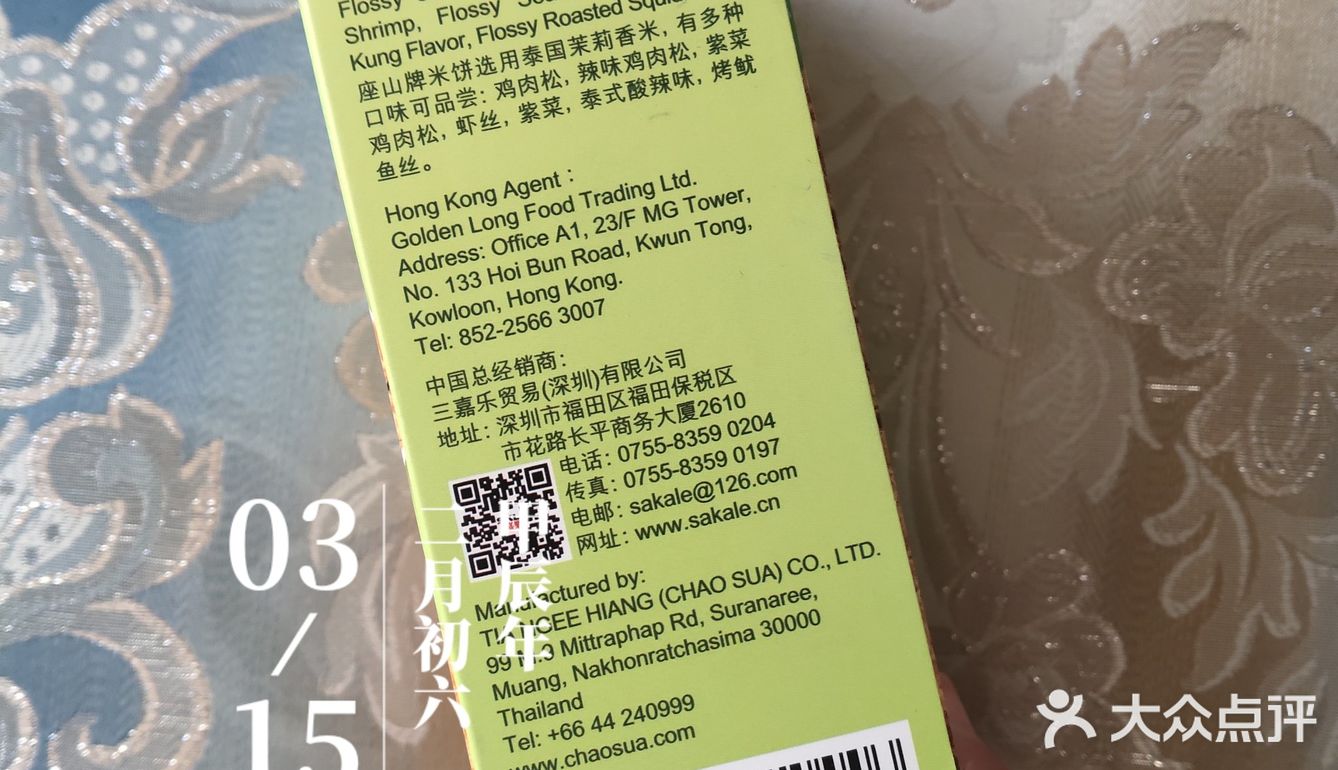 Flossy
Shrimp, Flossy
Kung Flavor, Flossy Roasted Squid
座山牌米饼选用泰国茉莉香米, 有多种
口味可品尝: 鸡肉松, 辣味鸡肉松, 紫菜
鸡肉松, 虾丝, 紫菜, 泰式酸辣味, 烤鱿
鱼丝。
Hong Kong Agent :
Golden Long Food Trading Ltd.
Address: Office A1, 23/F MG Tower,
No. 133 Hoi Bun Road, Kwun Tong,
Kowloon, Hong Kong.
Tel: 852-2566 3007
中国总经销商:
三嘉乐贸易(深圳)有限公司
地址: 深圳市福田区福田保税区
市花路长平商务大厦2610
电话: 0755-8359 0204
传真: 0755-8359 0197
电邮: sakale@126.com
网址: www.sakale.cn
Manufactured by:
HIANG (CHAO SUA) CO., LTD.
99 Mittraphap Rd, Suranaree,
Muang, Nakhonratchasima 30000
Thailand
Tel: +66 44 240999
www.chaosua.com
03/15
甲辰年
二月初六
大众点评